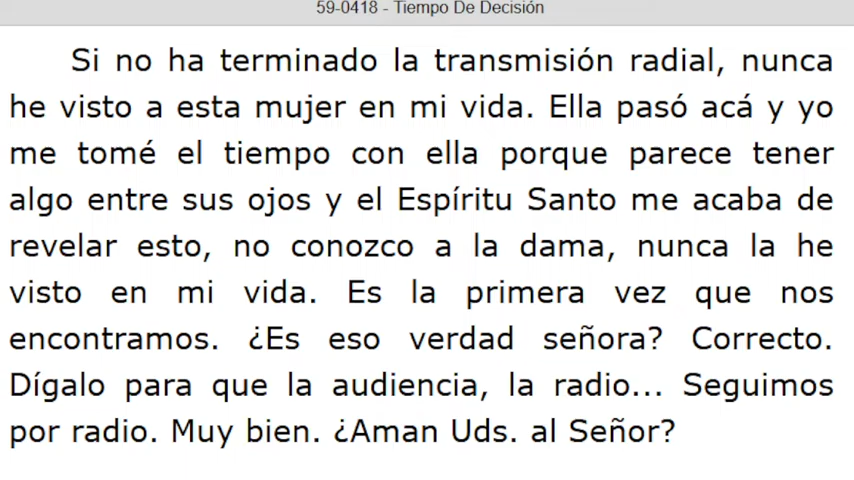 59-0418 - Tiempo De Decisión
Si no ha terminado la transmisión radial, nunca
he visto a esta mujer en mi vida. Ella pasó acá y yo
me tomé el tiempo con ella porque parece tener
algo entre sus ojos y el Espíritu Santo me acaba de
revelar esto, no conozco a la dama, nunca la he
visto en mi vida. Es la primera vez que nos
encontramos. ¿Es eso verdad señora? Correcto.
Dígalo para que la audiencia, la radio... Seguimos
por radio. Muy bien. ¿Aman Uds. al Señor?